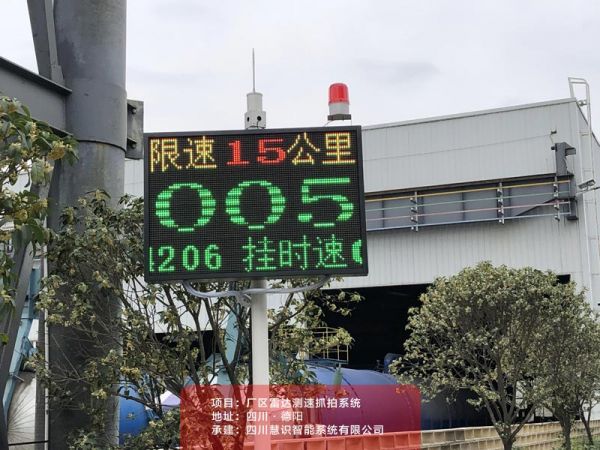 限速15公里
005
1206 挂时速0
项目：厂区雷达测速抓拍系统
地址：四川·德阳
承建：四川慧识智能系统有限公司